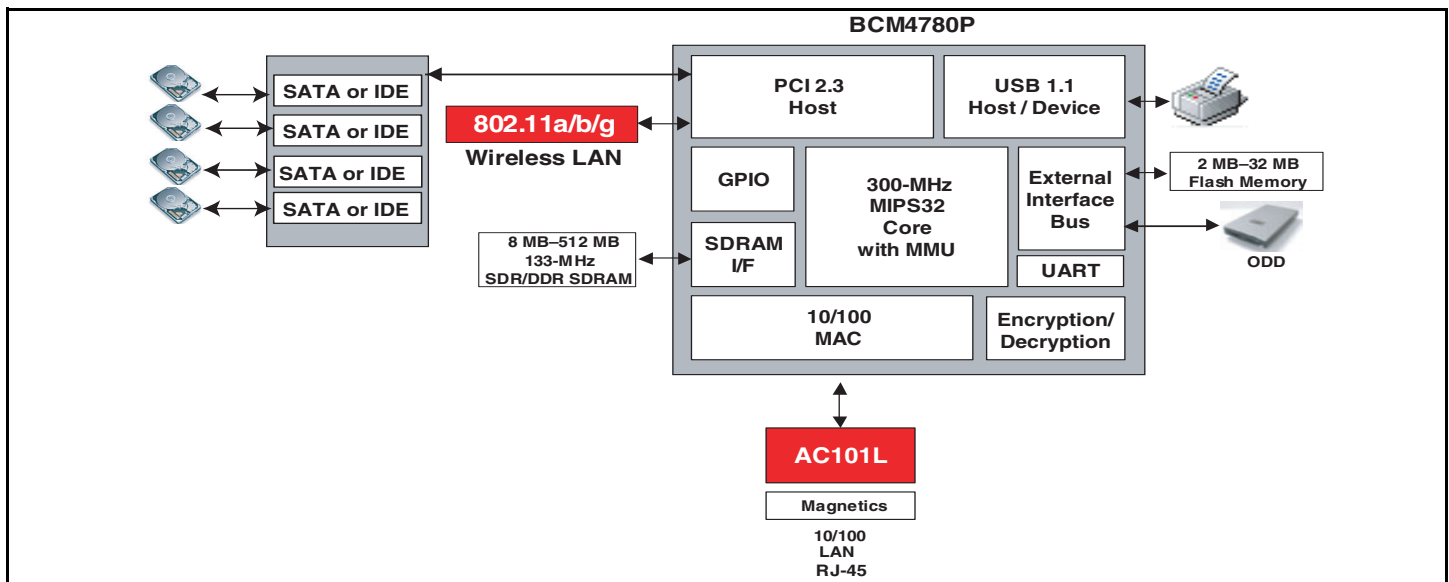 BCM4780P
SATA or IDE
SATA or IDE
SATA or IDE
SATA or IDE
802.11a/b/g
Wireless LAN
8 MB–512 MB
133-MHz
SDR/DDR SDRAM
PCI 2.3
Host
USB 1.1
Host / Device
GPIO
300-MHz
MIPS32
Core
with MMU
External
Interface
Bus
SDRAM
I/F
UART
10/100
MAC
Encryption/
Decryption
2 MB–32 MB
Flash Memory
ODD
AC101L
Magnetics
10/100
LAN
RJ-45